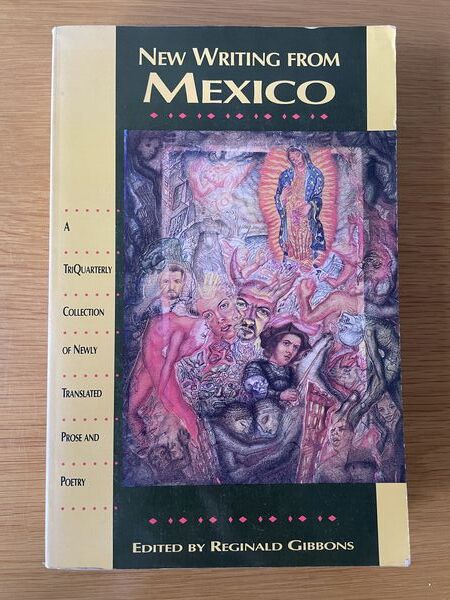 New Writing from
Mexico
A
TriQuarterly
Collection
of Newly
Translated
Prose and
Poetry
Edited by Reginald Gibbons